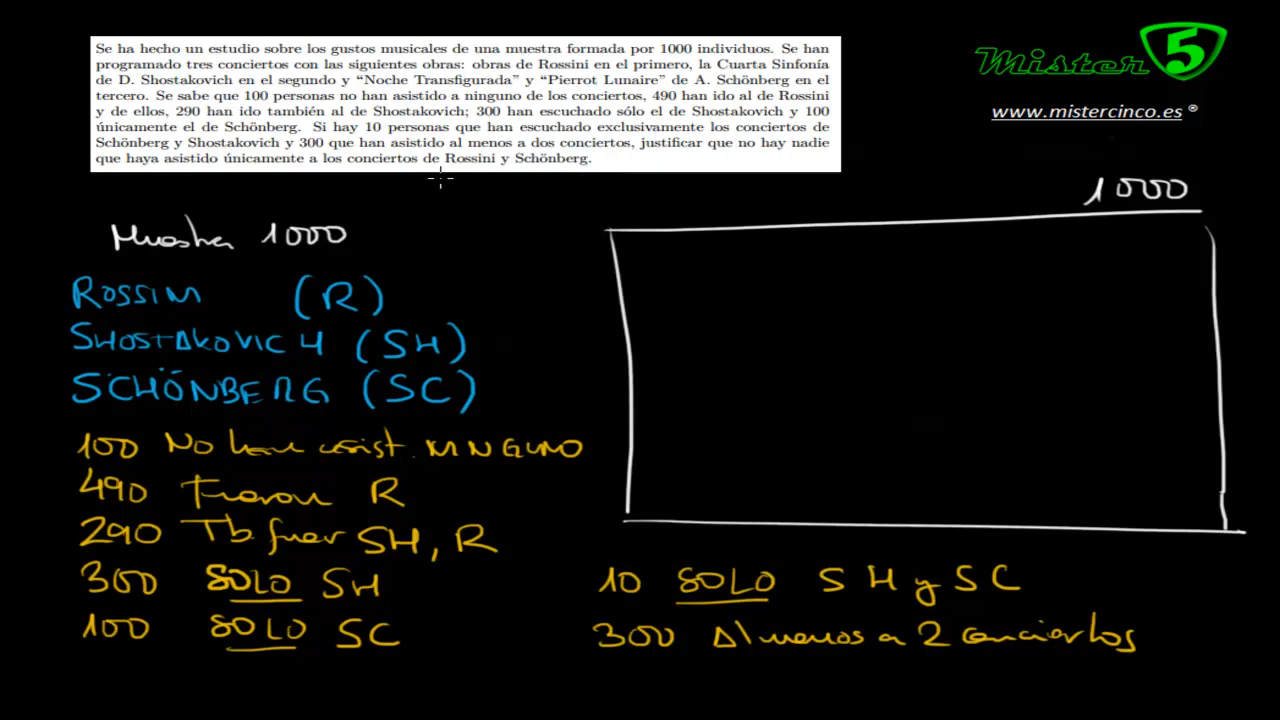 Se ha hecho un estudio sobre los gustos musicales de una muestra formada por 1000 individuos. Se han
programado tres conciertos con las siguientes obras: obras de Rossini en el primero, la Cuarta Sinfonía
de D. Shostakovich en el segundo y “Noche Transfigurada” y “Pierrot Lunaire” de A. Schönberg en el
tercero. Se sabe que 100 personas no han asistido a ninguno de los conciertos, 490 han ido al de Rossini
y de ellos, 290 han ido también al de Shostakovich; 300 han escuchado sólo el de Shostakovich y 100
únicamente el de Schönberg. Si hay 10 personas que han escuchado exclusivamente los conciertos de
Schönberg y Shostakovich y 300 que han asistido al menos a dos conciertos, justificar que no hay nadie
que haya asistido únicamente a los conciertos de Rossini y Schönberg.
Mister 5
www.mistercinco.es®
1000
Muestra 1000
ROSSINI (R)
SHOSTAKOVICH (SH)
SCHÖNBERG (SC)
100 No han asist. NINGUNO
490 Fueron R
290 Tb fuer SH, R
300 SOLO SH
100 SOLO SC
10 SOLO SH y SC
300 Al menos a 2 conciertos